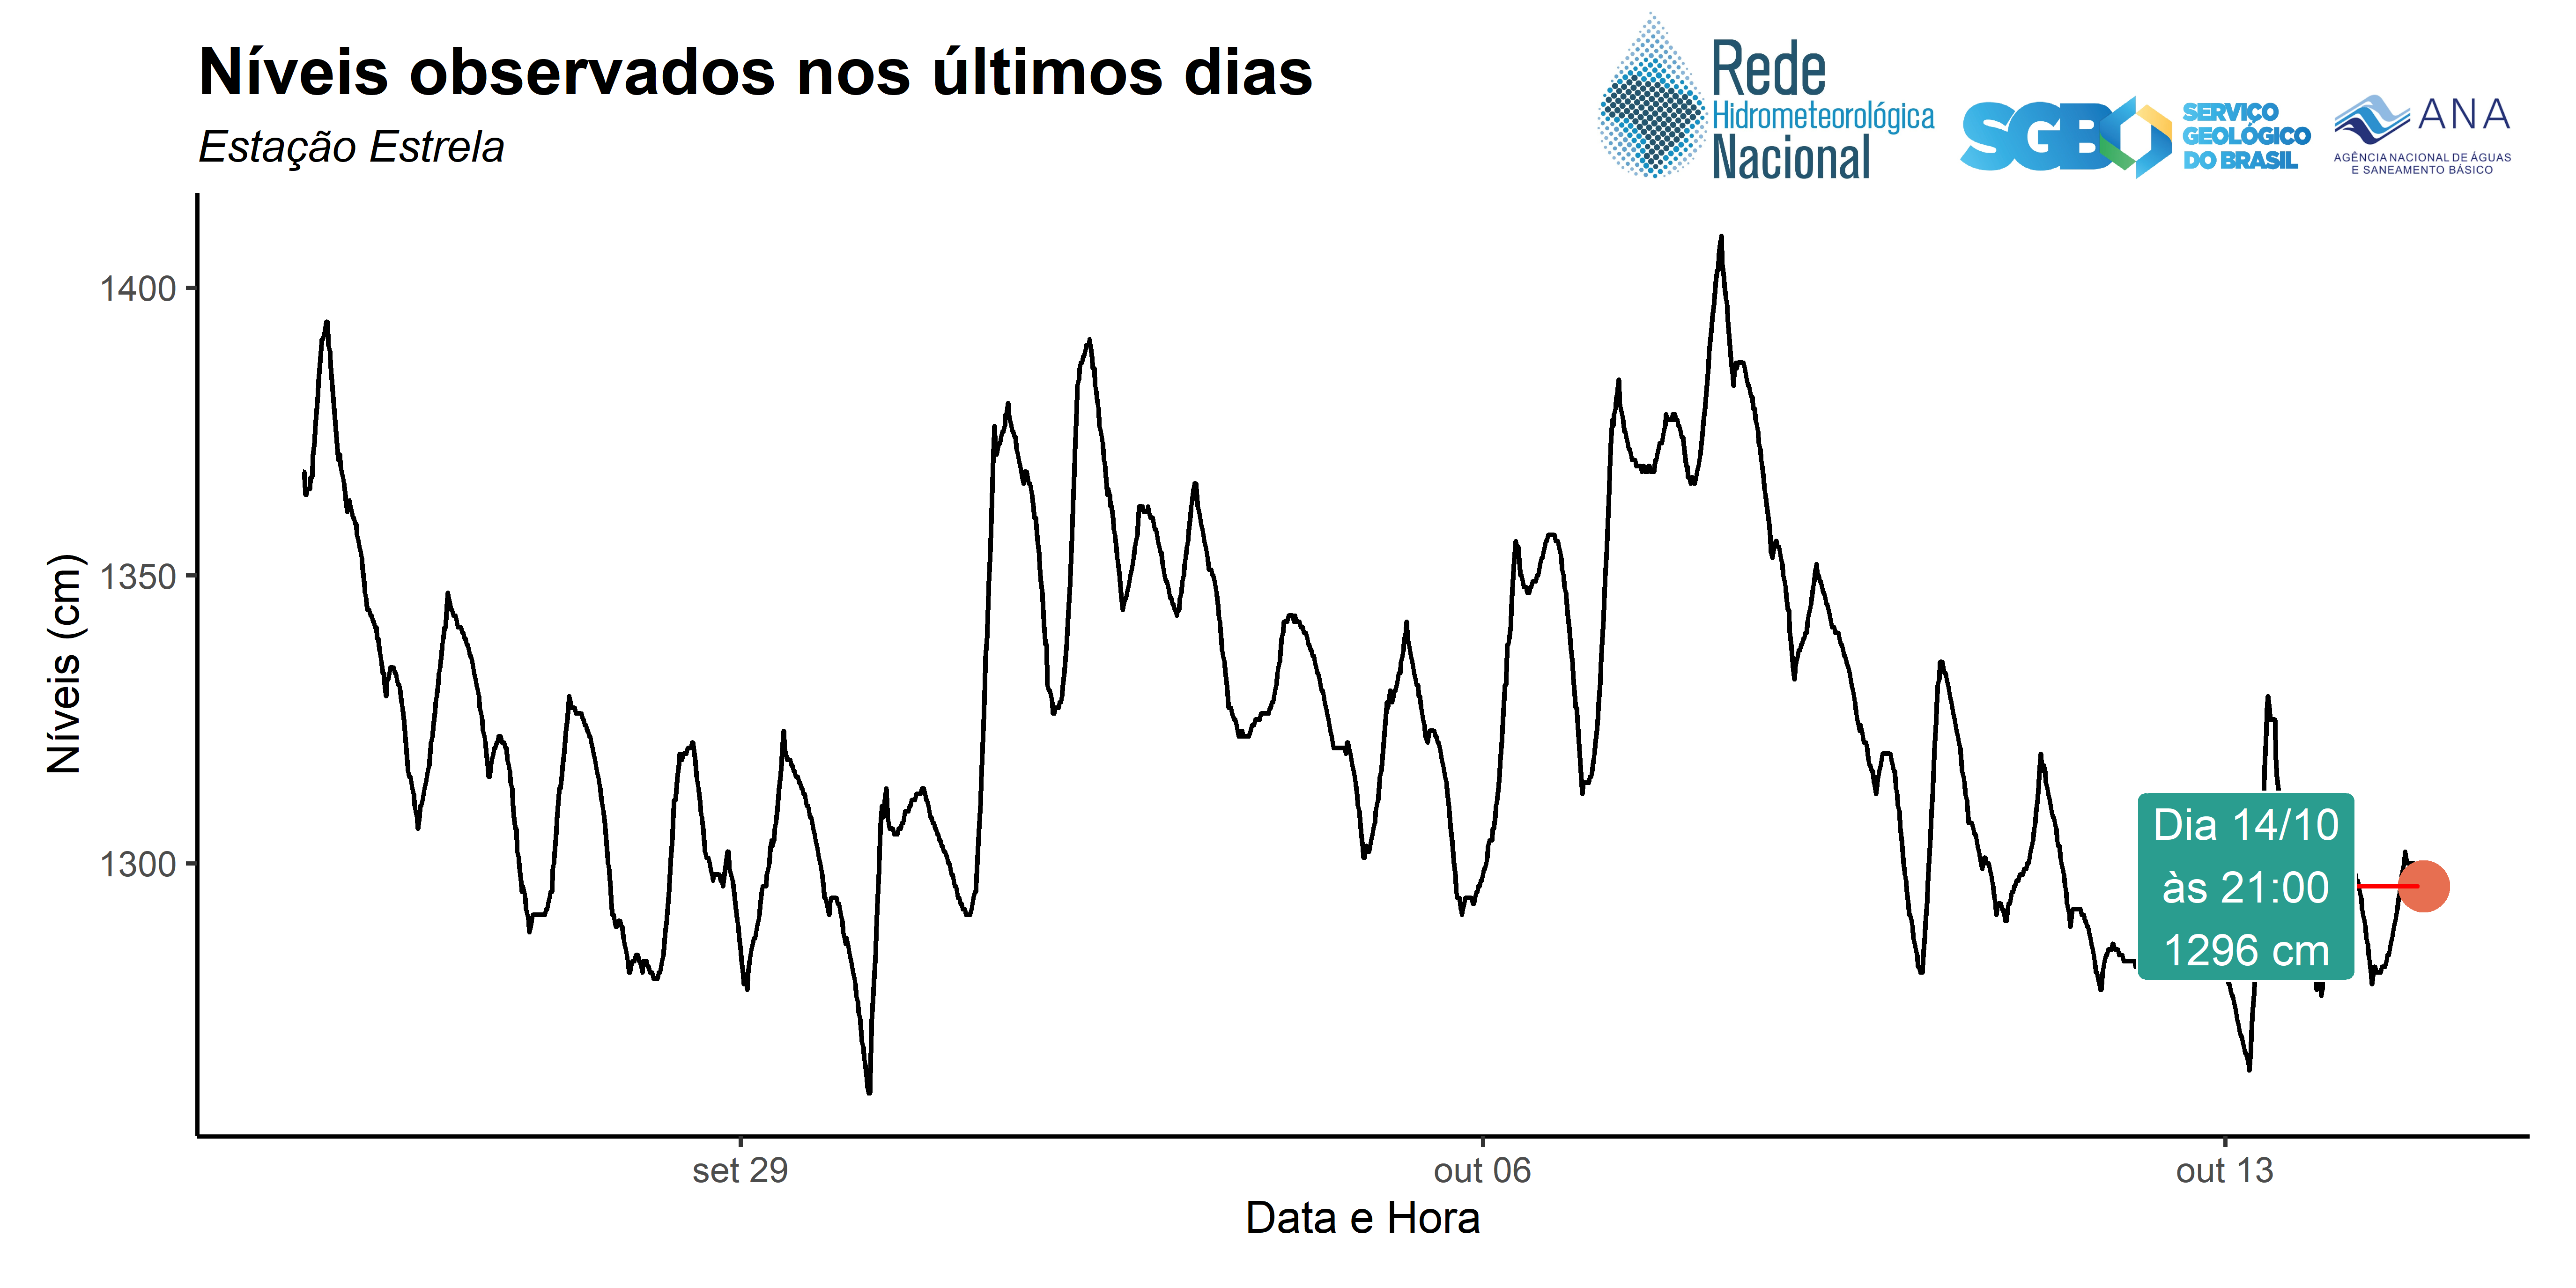 Níveis observados nos últimos dias
Estação Estrela
Rede
Hidrometeorológica
Nacional
SGB
SERVIÇO
GEOLÓGICO
DO BRASIL
ANA
AGÊNCIA NACIONAL DE ÁGUAS
E SANEAMENTO BÁSICO
Níveis (cm)
1400
1350
1300
Dia 14/10
às 21:00
1296 cm
set 29
out 06
out 13
Data e Hora